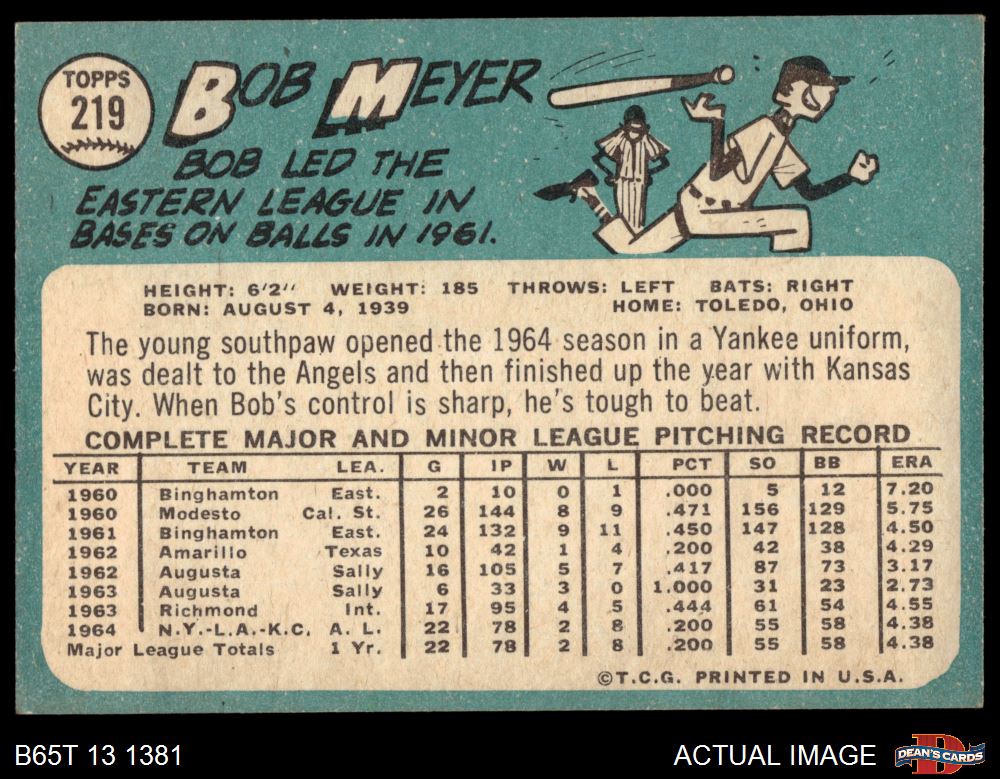 TOPPS
219
BOB MEYER
BOB LED THE
EASTERN LEAGUE IN
BASES ON BALLS IN 1961.
HEIGHT: 6'2" WEIGHT: 185 THROWS: LEFT BATS: RIGHT
BORN: AUGUST 4, 1939 HOME: TOLEDO, OHIO
The young southpaw opened the 1964 season in a Yankee uniform,
was dealt to the Angels and then finished up the year with Kansas
City. When Bob's control is sharp, he's tough to beat.
COMPLETE MAJOR AND MINOR LEAGUE PITCHING RECORD
YEAR TEAM LEA. G IP W L PCT SO BB ERA
1960 Binghamton East. 2 10 0 1 .000 5 12 7.20
1960 Modesto Cal. St. 26 144 8 9 .471 156 129 5.75
1961 Binghamton East. 24 132 9 11 .450 147 128 4.50
1962 Amarillo Texas 10 42 1 4 .200 42 38 4.29
1962 Augusta Sally 16 105 5 7 .417 87 73 3.17
1963 Augusta Sally 6 33 3 0 1.000 31 23 2.73
1963 Richmond Int. 17 95 4 5 .444 61 54 4.55
1964 N.Y.-L.A.-K.C. A. L. 22 78 2 8 .200 55 58 4.38
Major League Totals 1 Yr. 22 78 2 8 .200 55 58 4.38
©T.C.G. PRINTED IN U.S.A.
B65T 13 1381 ACTUAL IMAGE DEAN'S CARDS